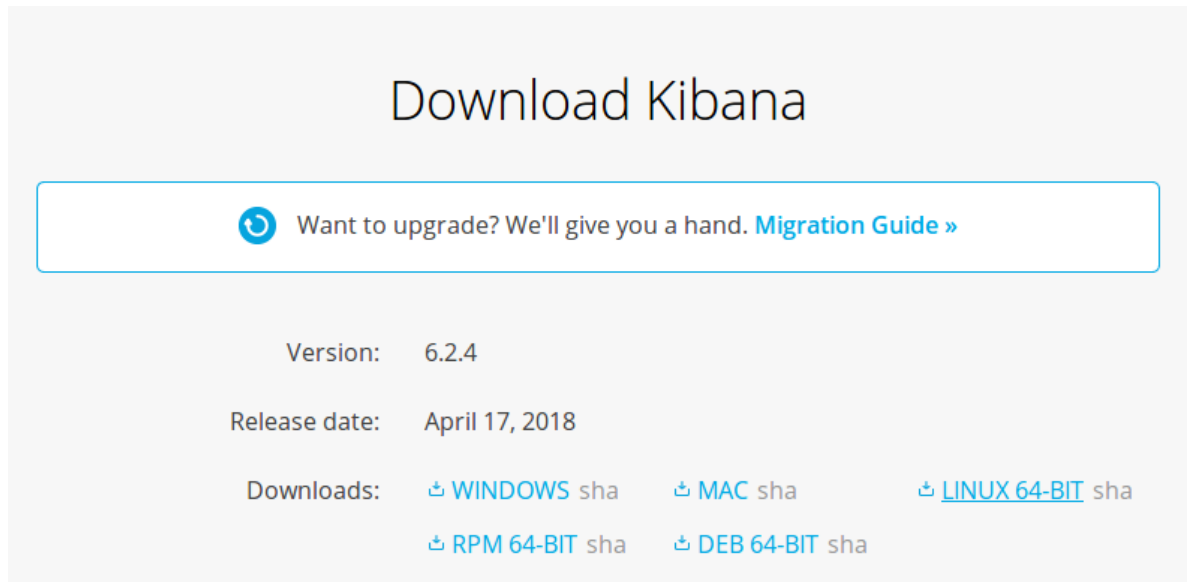 Download Kibana
Want to upgrade? We'll give you a hand. Migration Guide »
Version: 6.2.4
Release date: April 17, 2018
Downloads: WINDOWS sha MAC sha LINUX 64-BIT sha
RPM 64-BIT sha DEB 64-BIT sha